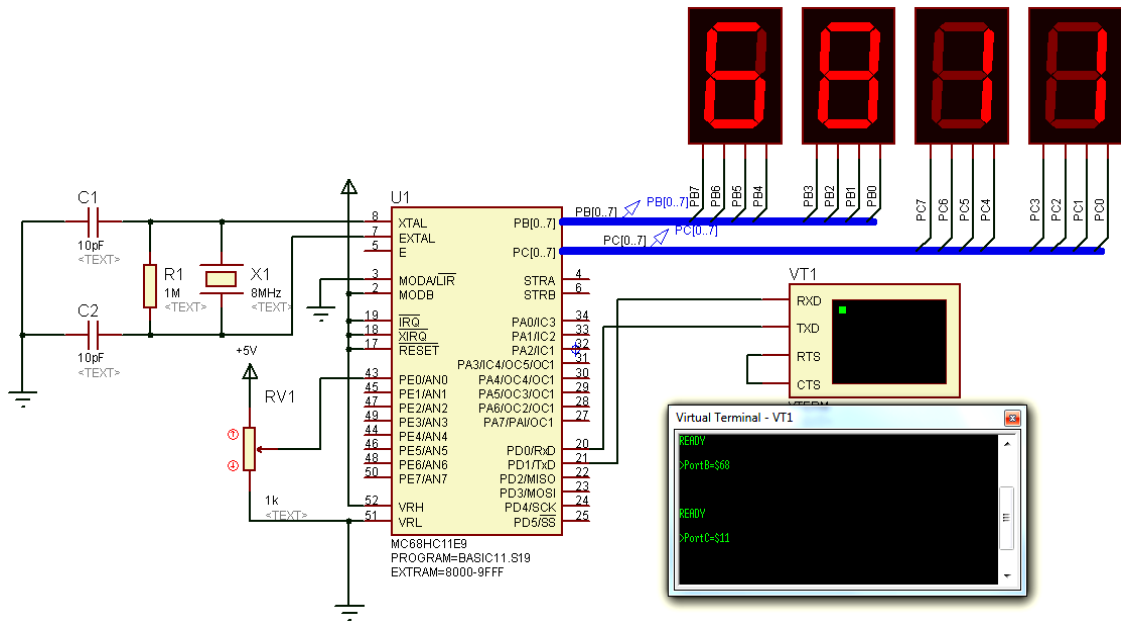 6811
PB7 PB6 PB5 PB4 PB3 PB2 PB1 PB0
PC7 PC6 PC5 PC4 PC3 PC2 PC1 PC0
PB[0..7] PB[0..7]
PC[0..7] PC[0..7]
C1
10pF
<TEXT>
C2
10pF
<TEXT>
R1
1M
<TEXT>
X1
8MHz
<TEXT>
+5V
RV1
1k
<TEXT>
U1
8 XTAL PB[0..7]
7 EXTAL
5 E PC[0..7]
3 MODA/LIR STRA 4
2 MODB STRB 6
19 IRQ PA0/IC3 34
18 XIRQ PA1/IC2 33
17 RESET PA2/IC1 32
PA3/IC4/OC5/OC1 31
43 PE0/AN0 PA4/OC4/OC1 30
45 PE1/AN1 PA5/OC3/OC1 29
47 PE2/AN2 PA6/OC2/OC1 28
49 PE3/AN3 PA7/PAI/OC1 27
44 PE4/AN4
46 PE5/AN5 PD0/RxD 20
48 PE6/AN6 PD1/TxD 21
50 PE7/AN7 PD2/MISO 22
PD3/MOSI 23
52 VRH PD4/SCK 24
51 VRL PD5/SS 25
MC68HC11E9
PROGRAM=BASIC11.S19
EXTRAM=8000-9FFF
VT1
RXD
TXD
RTS
CTS
Virtual Terminal - VT1
READY
>PortB=$68
READY
>PortC=$11